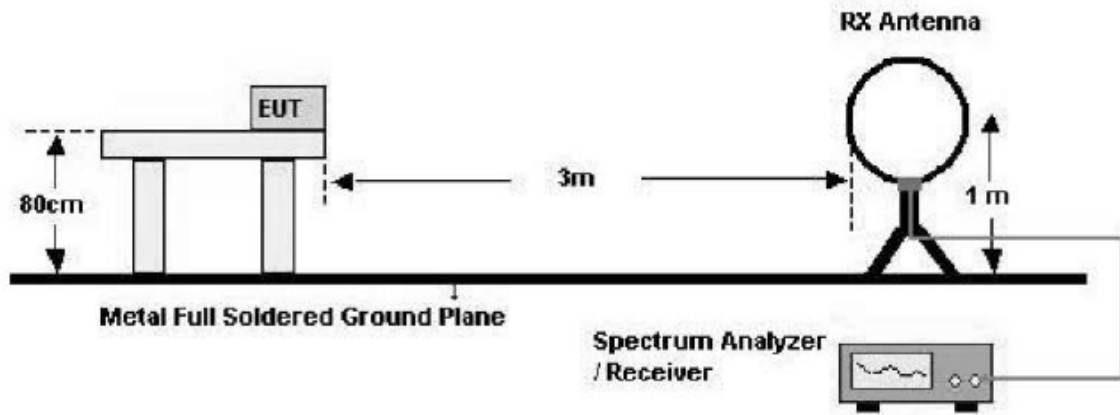 RX Antenna
EUT
3m
80cm
1 m
Metal Full Soldered Ground Plane
Spectrum Analyzer
/ Receiver